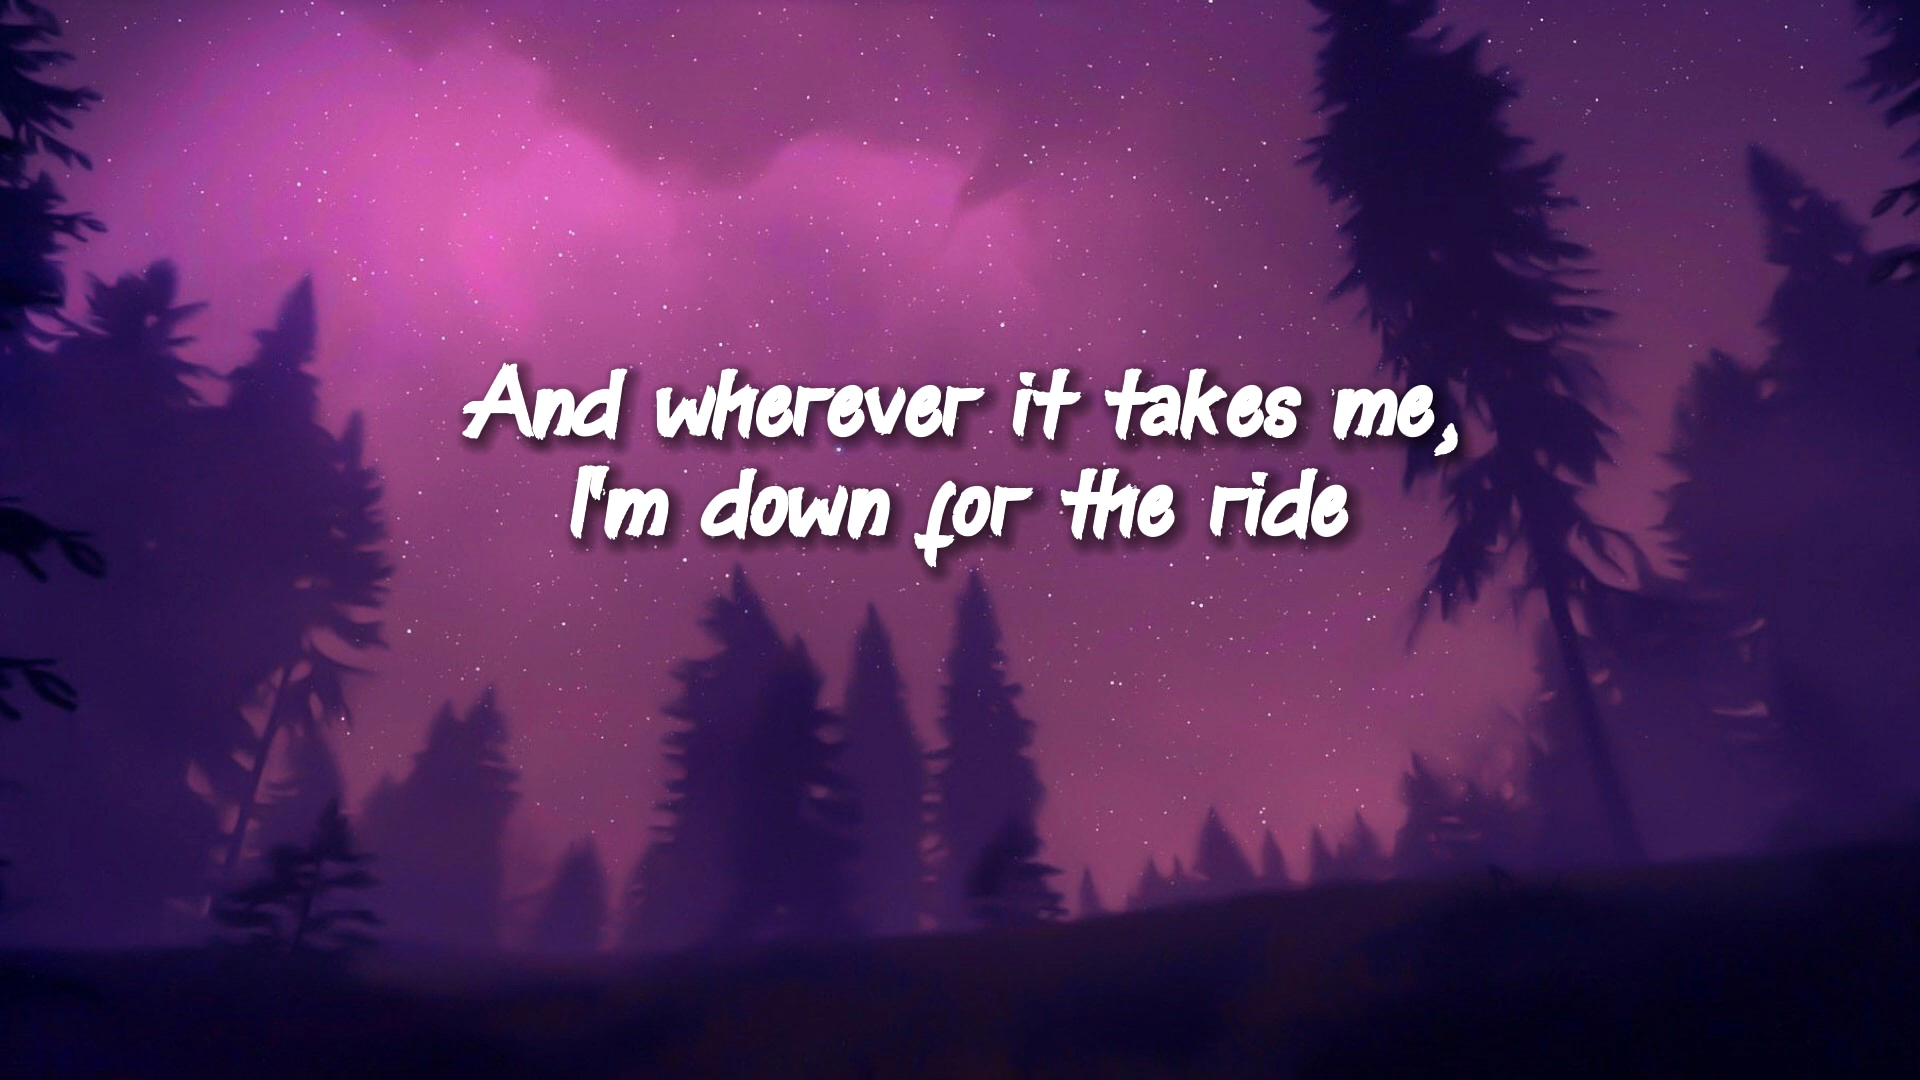 And wherever it takes me,
I'm down for the ride